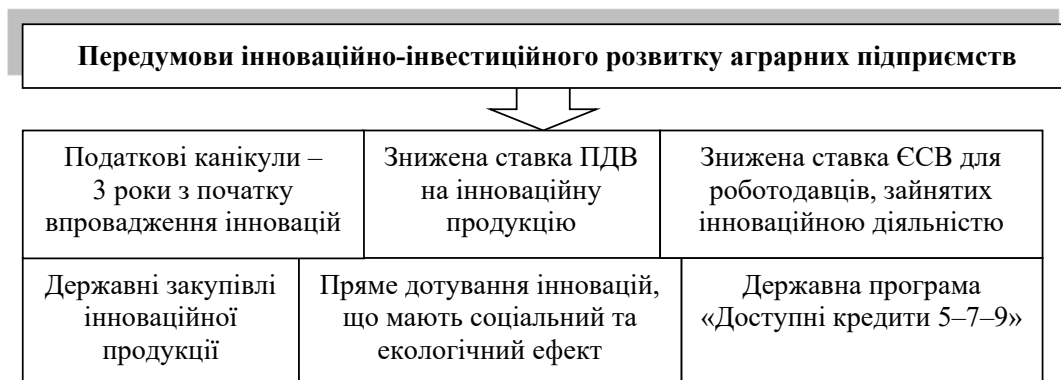 Передумови інноваційно-інвестиційного розвитку аграрних підприємств
Податкові канікули –
3 роки з початку
впровадження інновацій
Знижена ставка ПДВ
на інноваційну
продукцію
Знижена ставка ЄСВ для
роботодавців, зайнятих
інноваційною діяльністю
Державні закупівлі
інноваційної
продукції
Пряме дотування інновацій,
що мають соціальний та
екологічний ефект
Державна програма
«Доступні кредити 5–7–9»